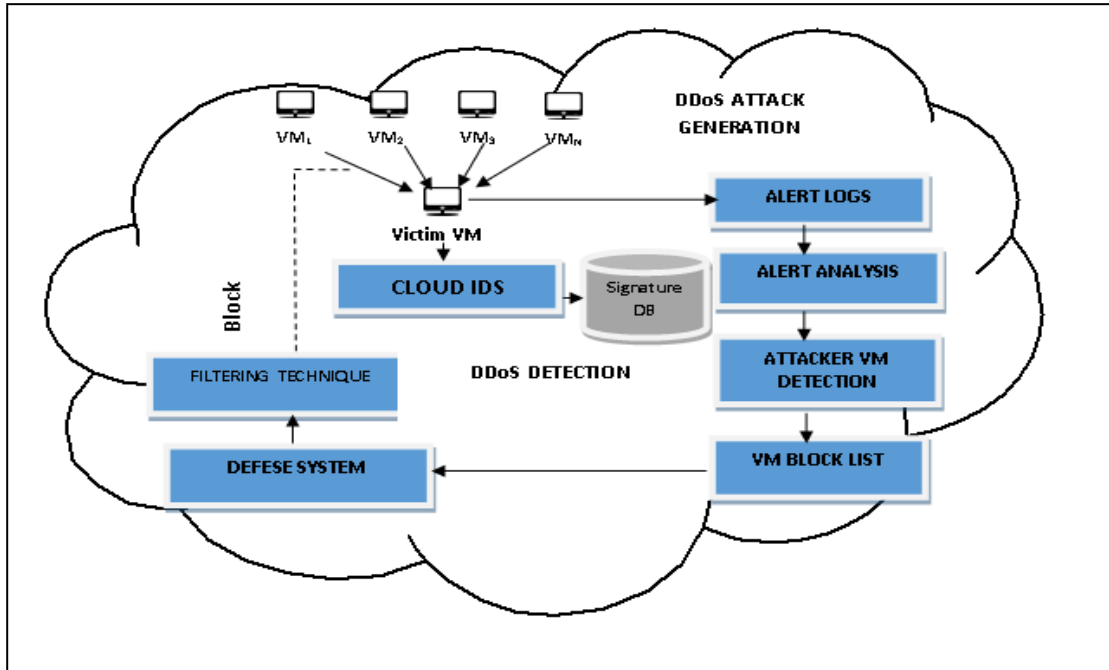 DDoS ATTACK
GENERATION
VM₁ VM₂ VM₃ VMₙ
Victim VM
ALERT LOGS
ALERT ANALYSIS
CLOUD IDS
Signature
DB
ATTACKER VM
DETECTION
DDoS DETECTION
Block
FILTERING TECHNIQUE
DEFESE SYSTEM
VM BLOCK LIST